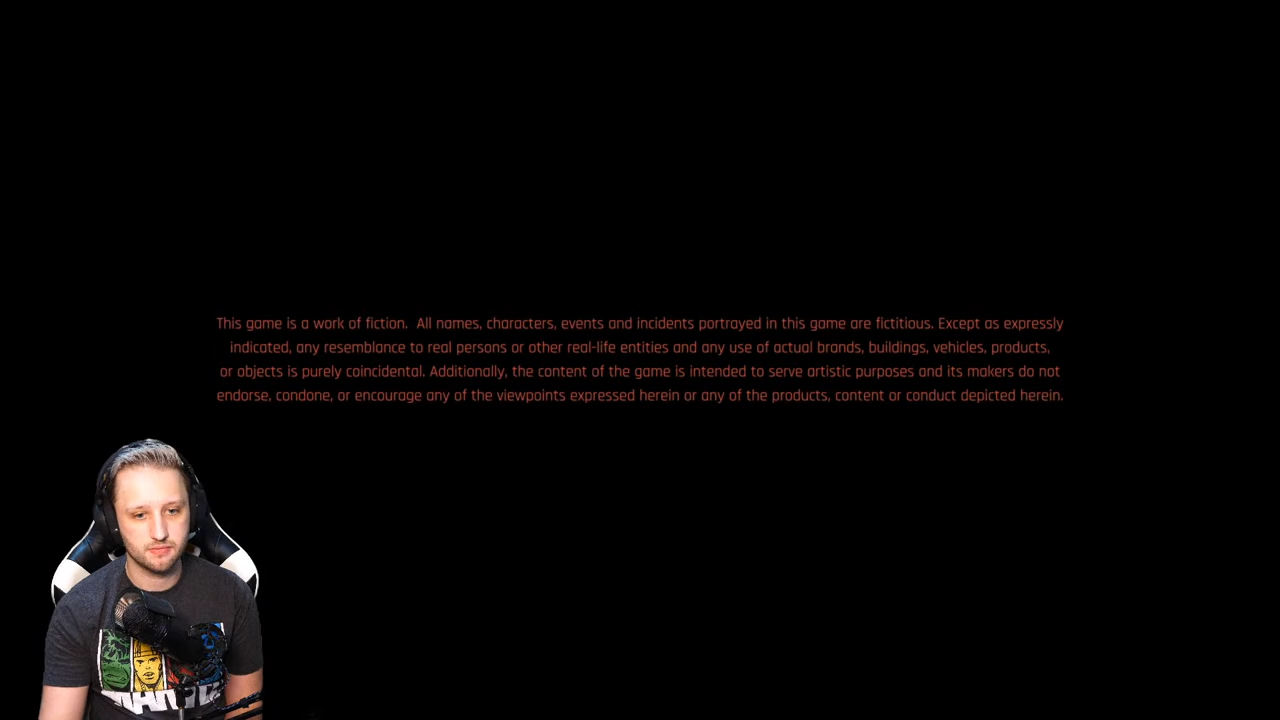 This game is a work of fiction.  All names, characters, events and incidents portrayed in this game are fictitious. Except as expressly
indicated, any resemblance to real persons or other real-life entities and any use of actual brands, buildings, vehicles, products,
or objects is purely coincidental. Additionally, the content of the game is intended to serve artistic purposes and its makers do not
endorse, condone, or encourage any of the viewpoints expressed herein or any of the products, content or conduct depicted herein.